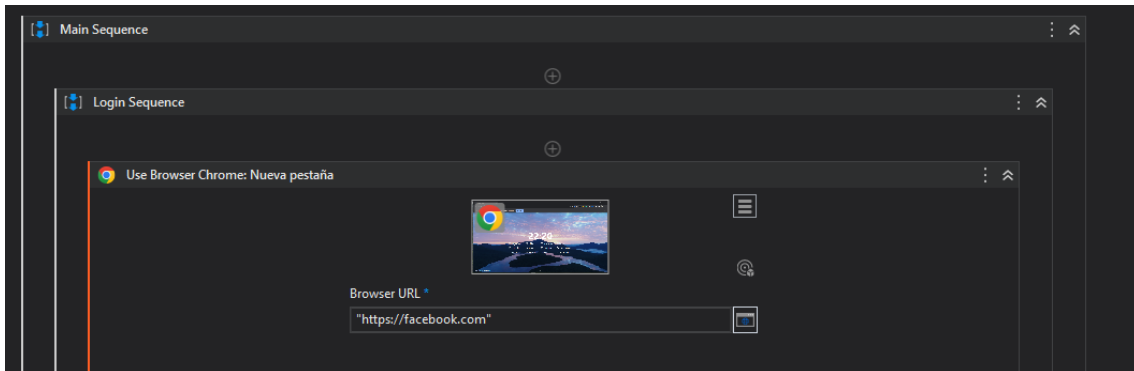 Main Sequence
Login Sequence
Use Browser Chrome: Nueva pestaña
22:20
Browser URL *
"https://facebook.com"